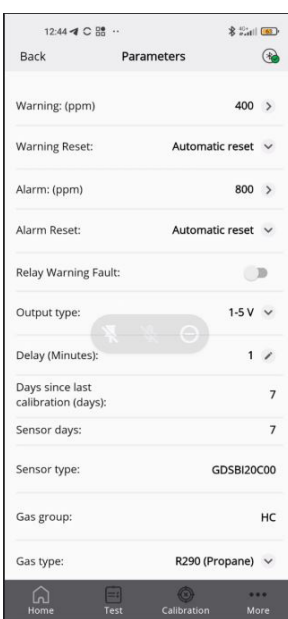 12:44
Back Parameters
Warning: (ppm) 400
Warning Reset: Automatic reset
Alarm: (ppm) 800
Alarm Reset: Automatic reset
Relay Warning Fault:
Output type: 1-5 V
Delay (Minutes): 1
Days since last
calibration (days): 7
Sensor days: 7
Sensor type: GDSBI20C00
Gas group: HC
Gas type: R290 (Propane)
Home Test Calibration More